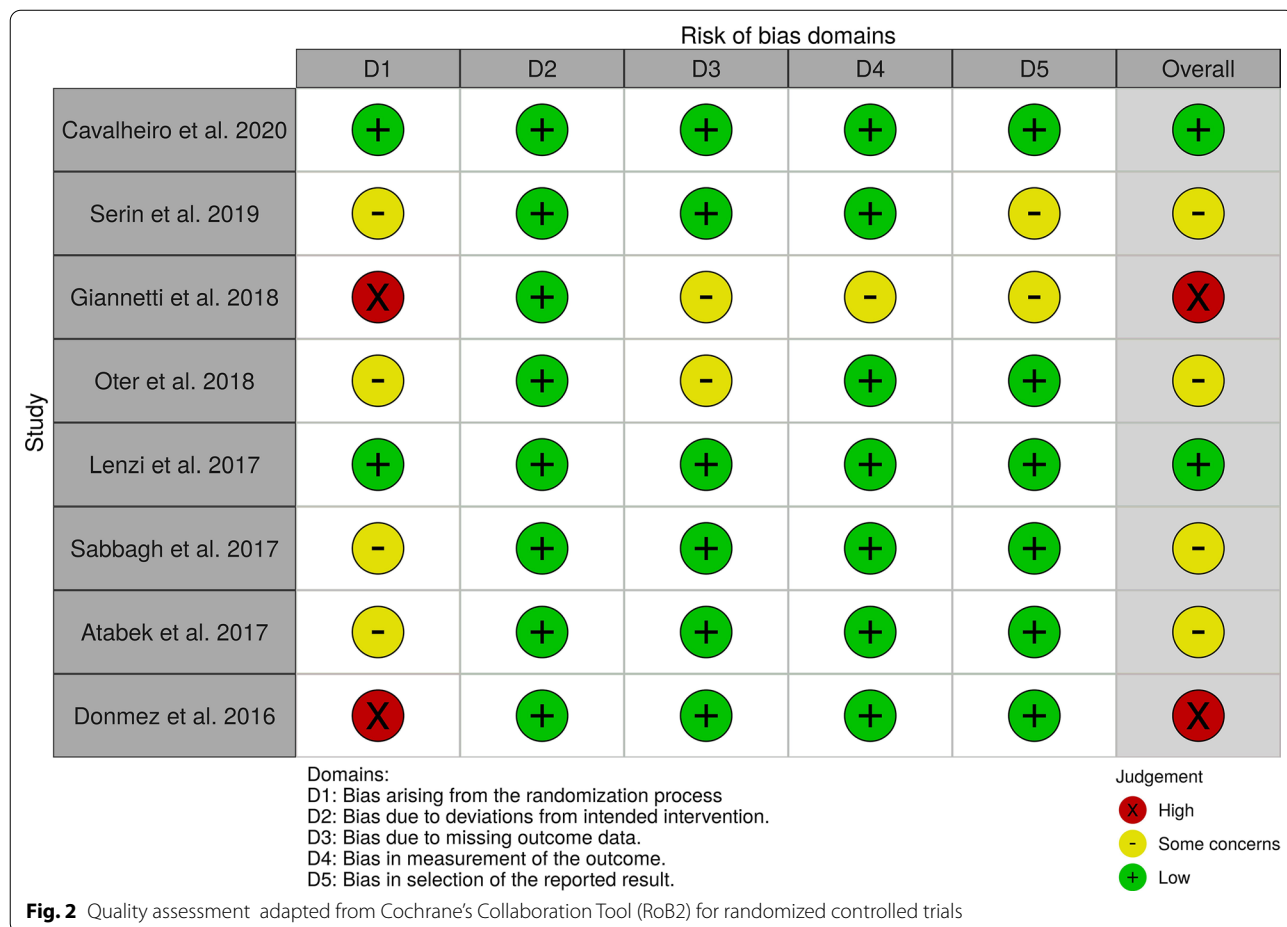 Risk of bias domains
D1 D2 D3 D4 D5 Overall
Study
Cavalheiro et al. 2020 + + + + + +
Serin et al. 2019 - + + + - -
Giannetti et al. 2018 X + - - - X
Oter et al. 2018 - + - + + -
Lenzi et al. 2017 + + + + + +
Sabbagh et al. 2017 - + + + + -
Atabek et al. 2017 - + + + + -
Donmez et al. 2016 X + + + + X
Domains:
D1: Bias arising from the randomization process
D2: Bias due to deviations from intended intervention.
D3: Bias due to missing outcome data.
D4: Bias in measurement of the outcome.
D5: Bias in selection of the reported result.
Judgement
X High
- Some concerns
+ Low
Fig. 2 Quality assessment adapted from Cochrane's Collaboration Tool (RoB2) for randomized controlled trials